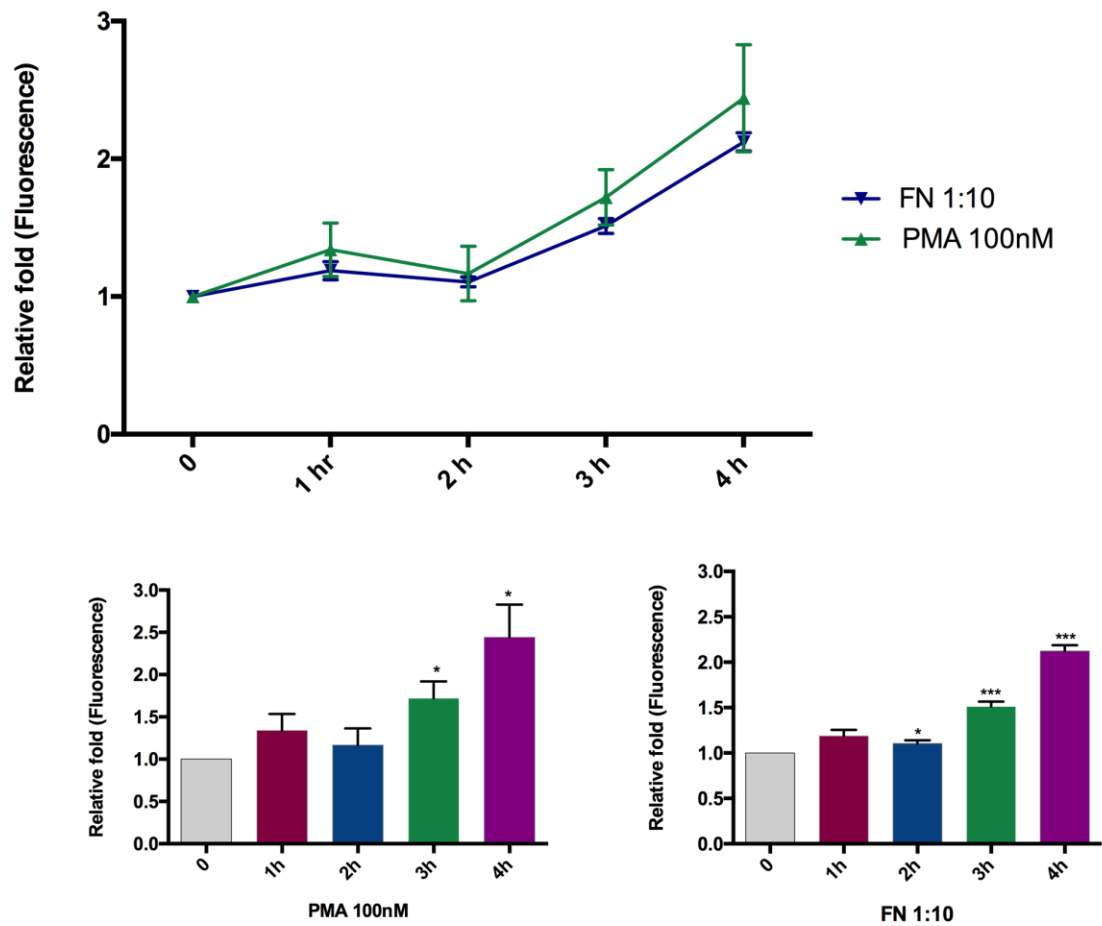 Relative fold (Fluorescence)
3
2
1
0
0
1 hr
2 h
3 h
4 h
FN 1:10
PMA 100nM
Relative fold (Fluorescence)
3.0
2.5
2.0
1.5
1.0
0.5
0.0
*
*
0
1h
2h
3h
4h
PMA 100nM
Relative fold (Fluorescence)
3.0
2.5
2.0
1.5
1.0
0.5
0.0
*
***
***
0
1h
2h
3h
4h
FN 1:10